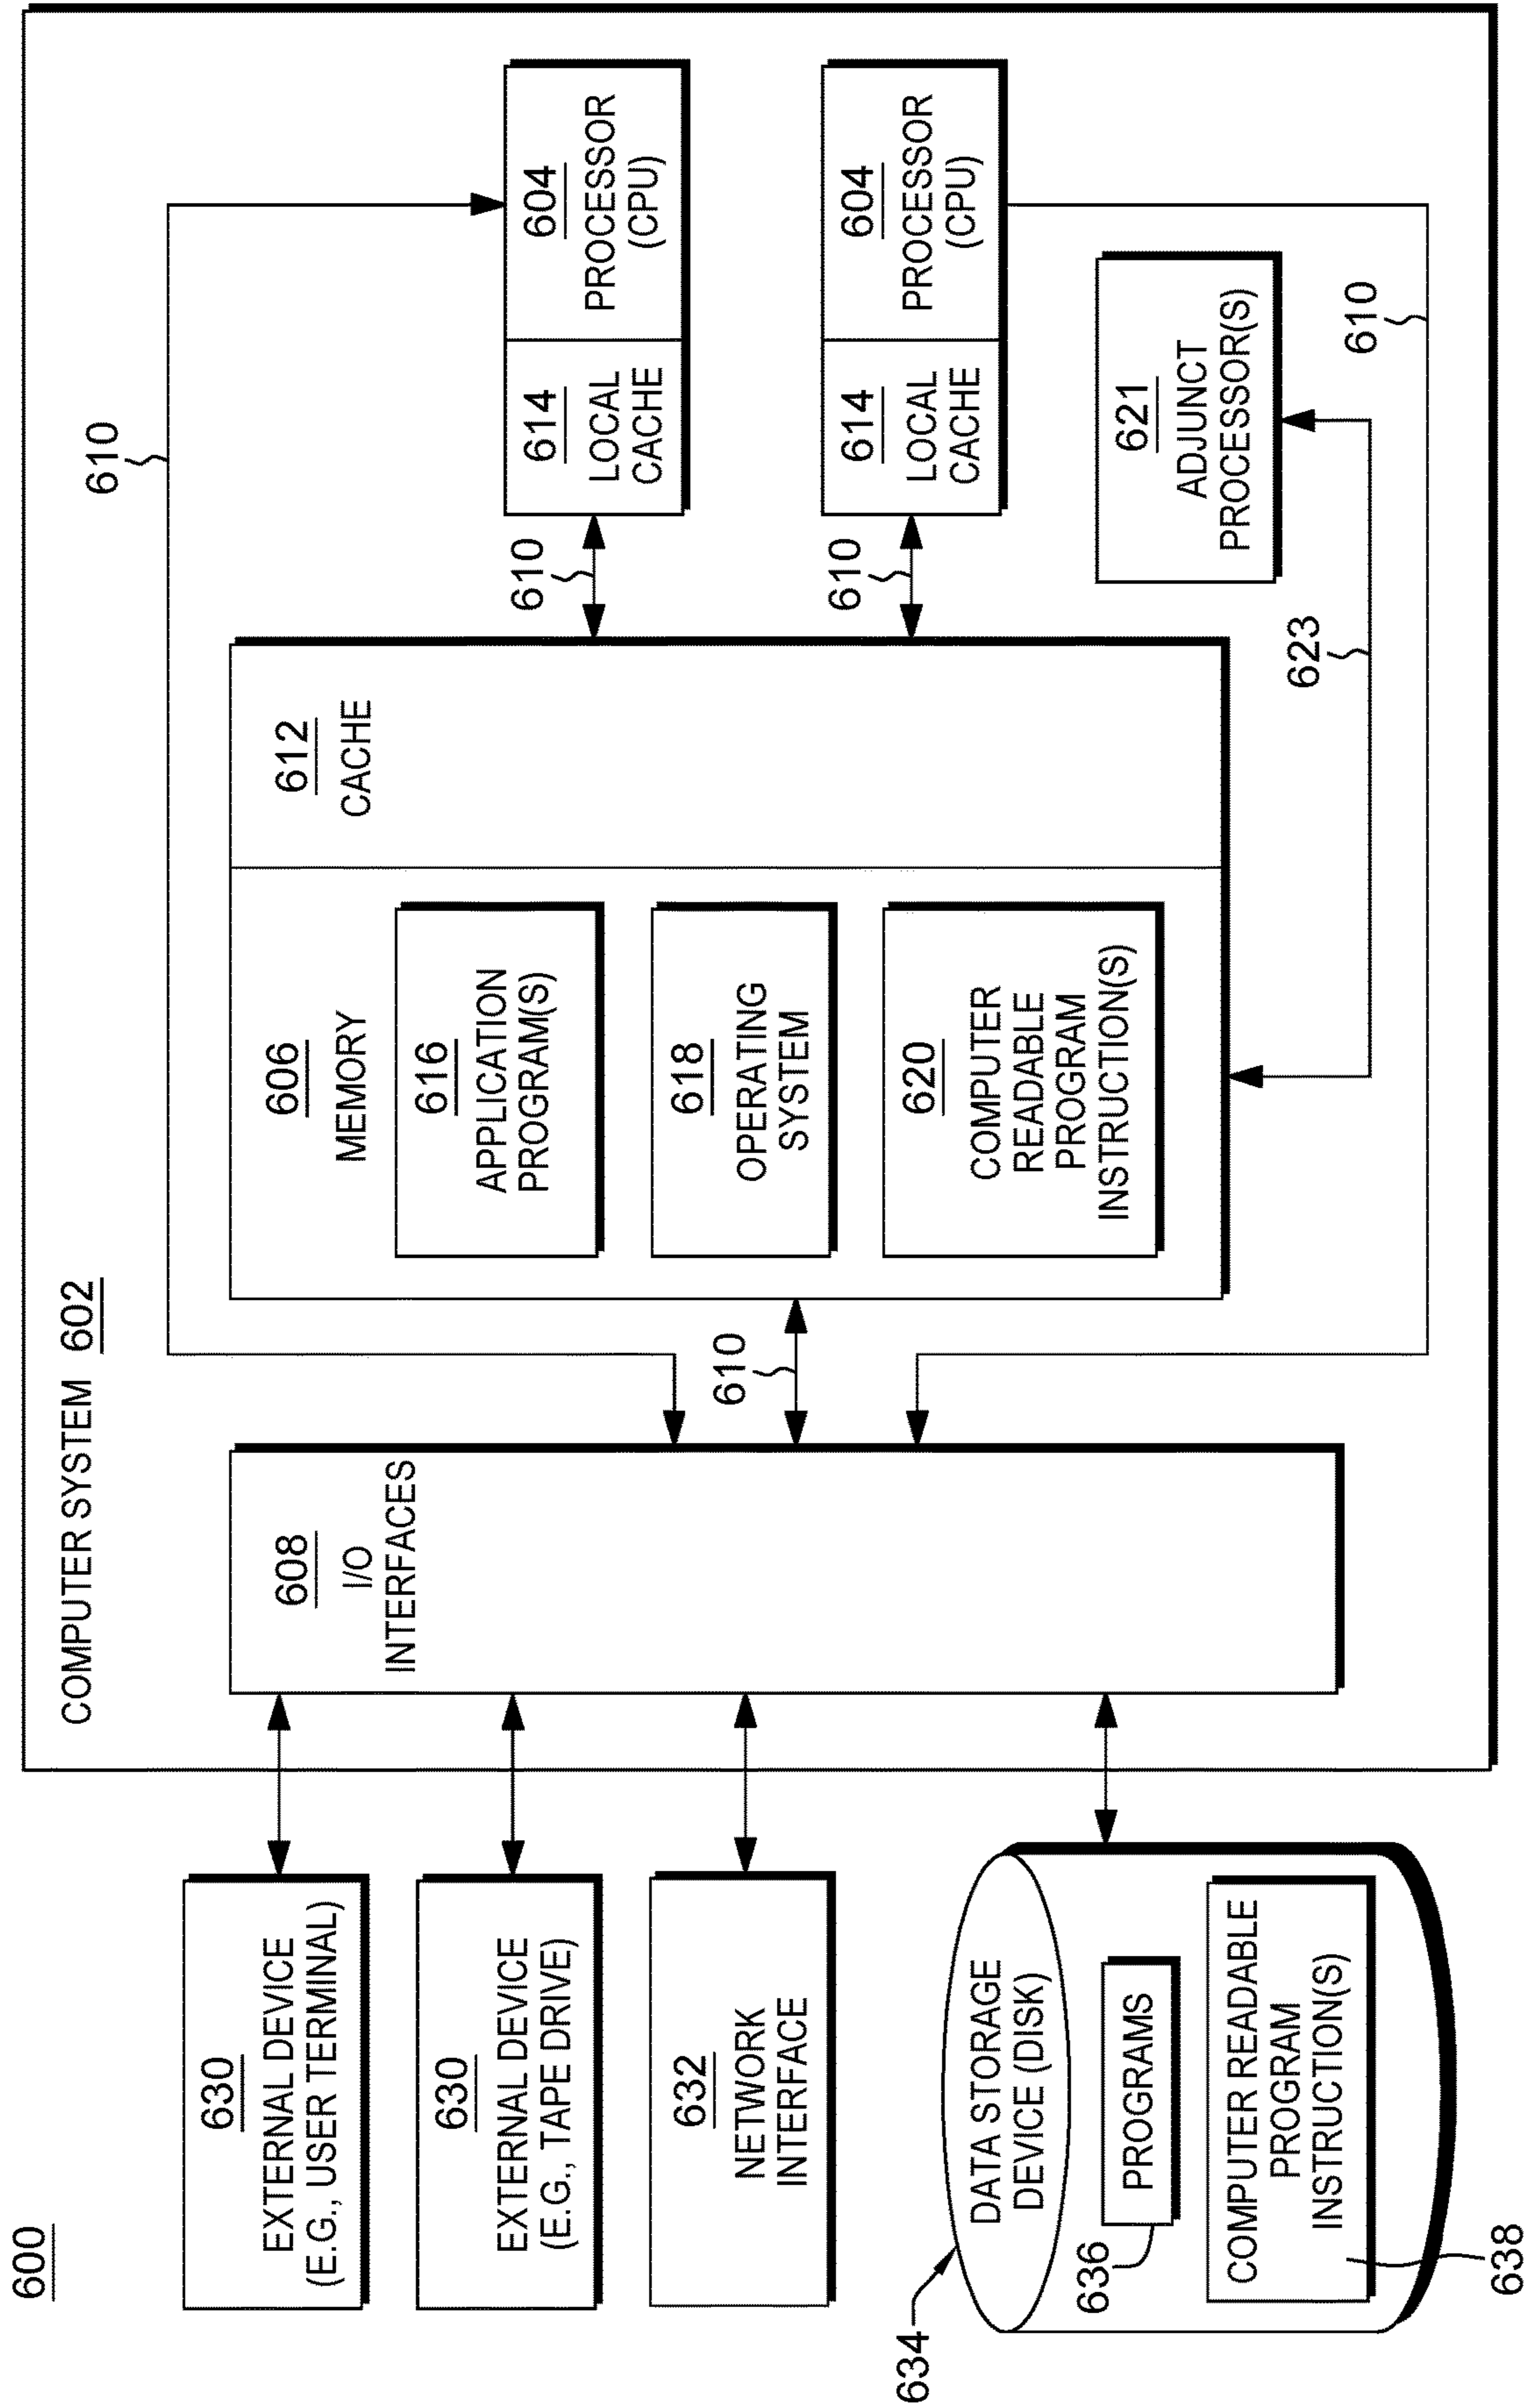 600
COMPUTER SYSTEM 602
630
EXTERNAL DEVICE
(E.G., USER TERMINAL)
630
EXTERNAL DEVICE
(E.G., TAPE DRIVE)
632
NETWORK
INTERFACE
634
DATA STORAGE
DEVICE (DISK)
636
PROGRAMS
COMPUTER READABLE
PROGRAM
INSTRUCTION(S)
638
608
I/O
INTERFACES
610
610
606
MEMORY
616
APPLICATION
PROGRAM(S)
618
OPERATING
SYSTEM
620
COMPUTER
READABLE
PROGRAM
INSTRUCTION(S)
612
CACHE
610
610
614
LOCAL
CACHE
604
PROCESSOR
(CPU)
614
LOCAL
CACHE
604
PROCESSOR
(CPU)
621
ADJUNCT
PROCESSOR(S)
623
610